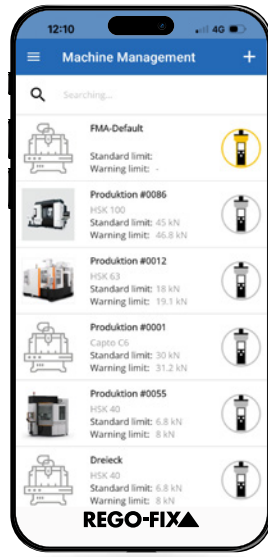 12:10 4G
Machine Management +
Searching...
FMA-Default
Standard limit:
Warning limit: -
Produktion #0086
HSK 100
Standard limit: 45 kN
Warning limit: 46.8 kN
Produktion #0012
HSK 63
Standard limit: 18 kN
Warning limit: 19.1 kN
Produktion #0001
Capto C6
Standard limit: 30 kN
Warning limit: 31.2 kN
Produktion #0055
HSK 40
Standard limit: 6.8 kN
Warning limit: 8 kN
Dreieck
HSK 40
Standard limit: 6.8 kN
Warning limit: 8 kN
REGO-FIX